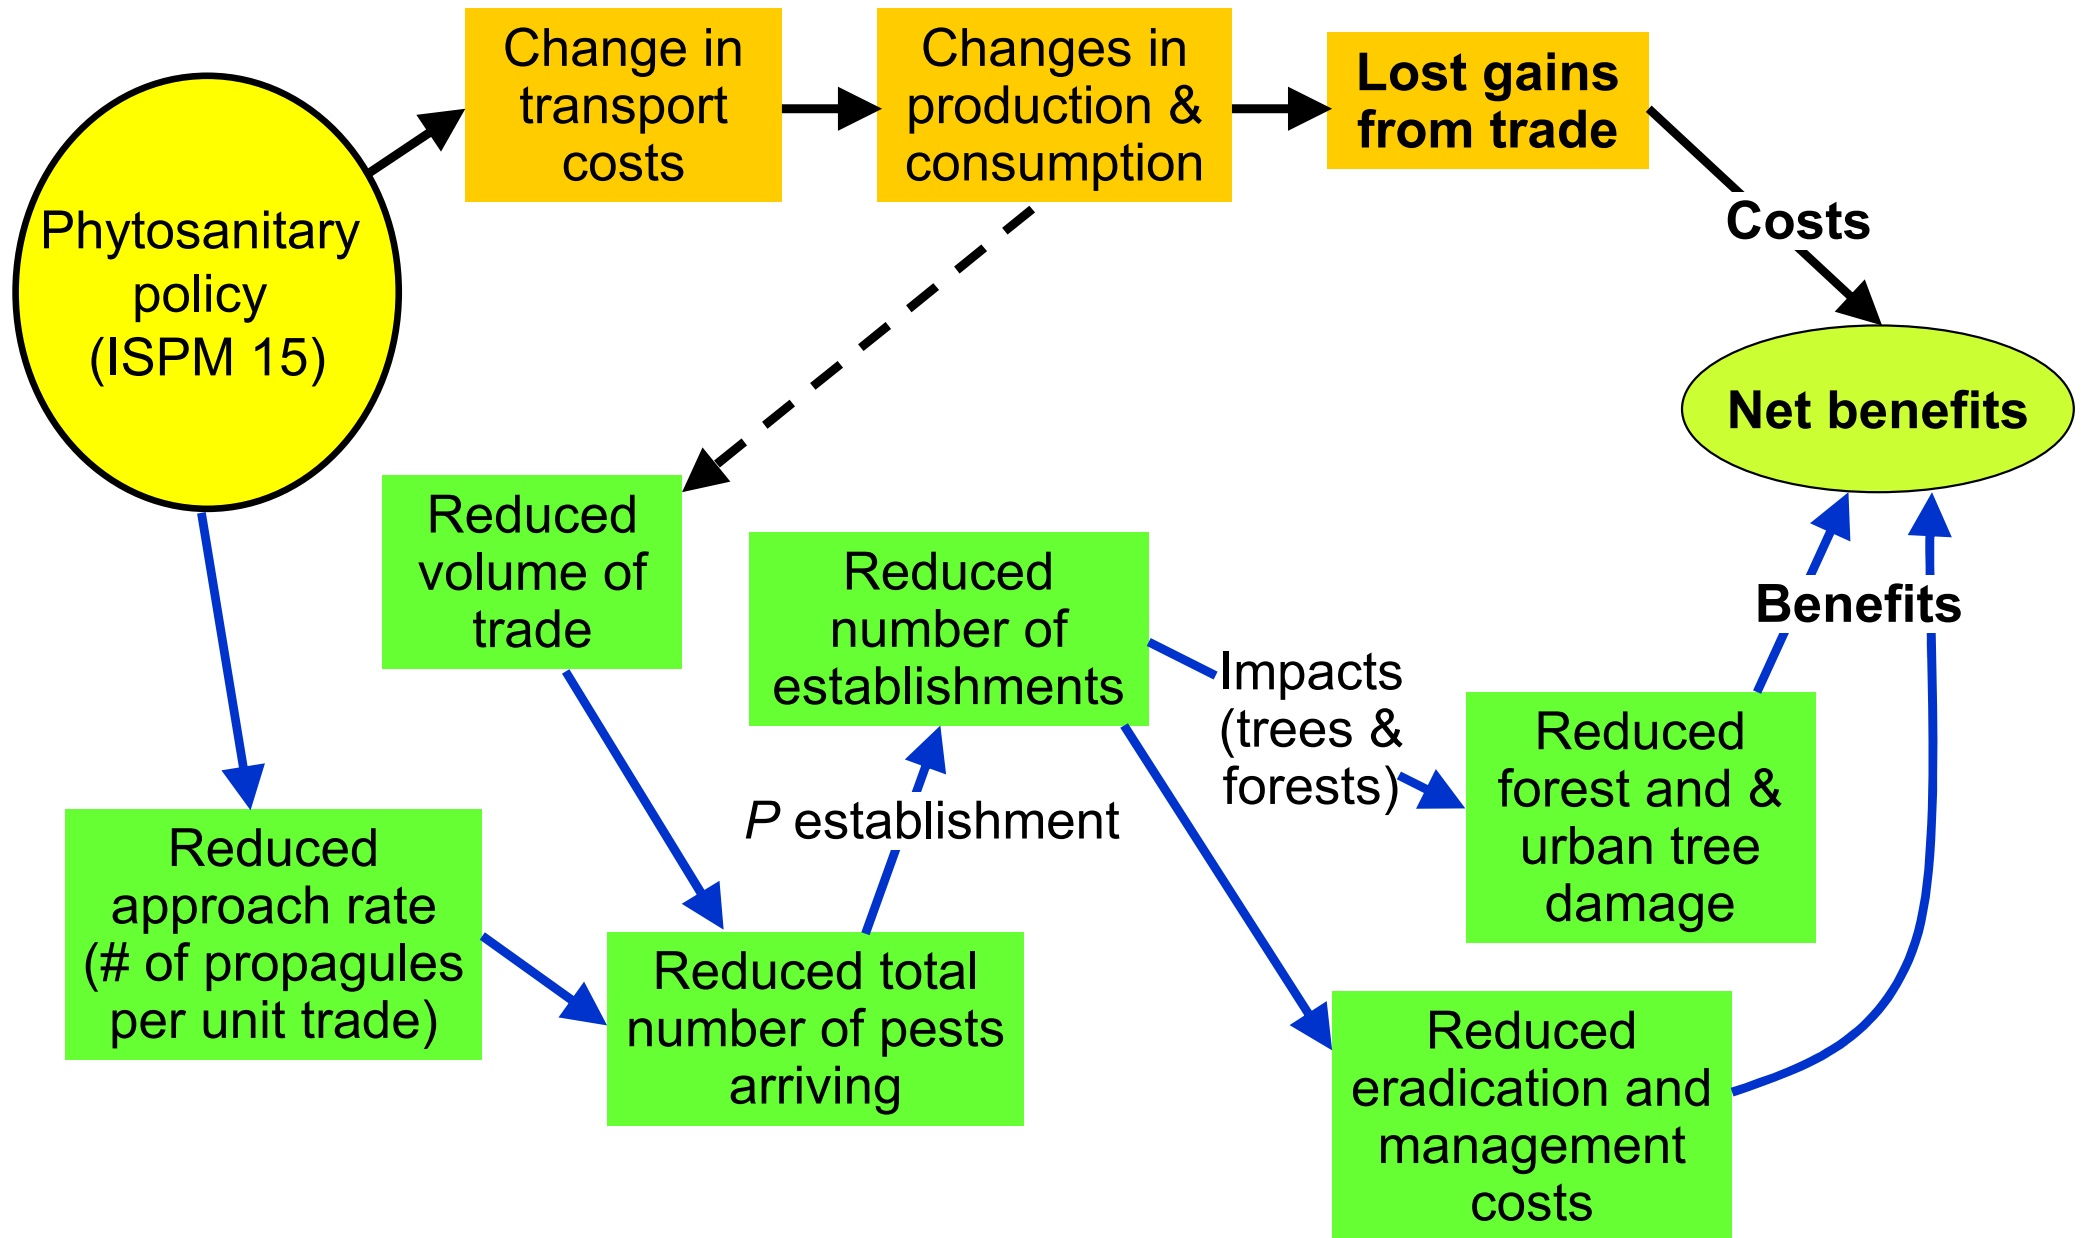 Phytosanitary
policy
(ISPM 15)
Change in
transport
costs
Changes in
production &
consumption
Lost gains
from trade
Costs
Net benefits
Reduced
volume of
trade
Reduced
number of
establishments
Impacts
(trees &
forests)
Benefits
Reduced
forest and &
urban tree
damage
P establishment
Reduced
approach rate
(# of propagules
per unit trade)
Reduced total
number of pests
arriving
Reduced
eradication and
management
costs